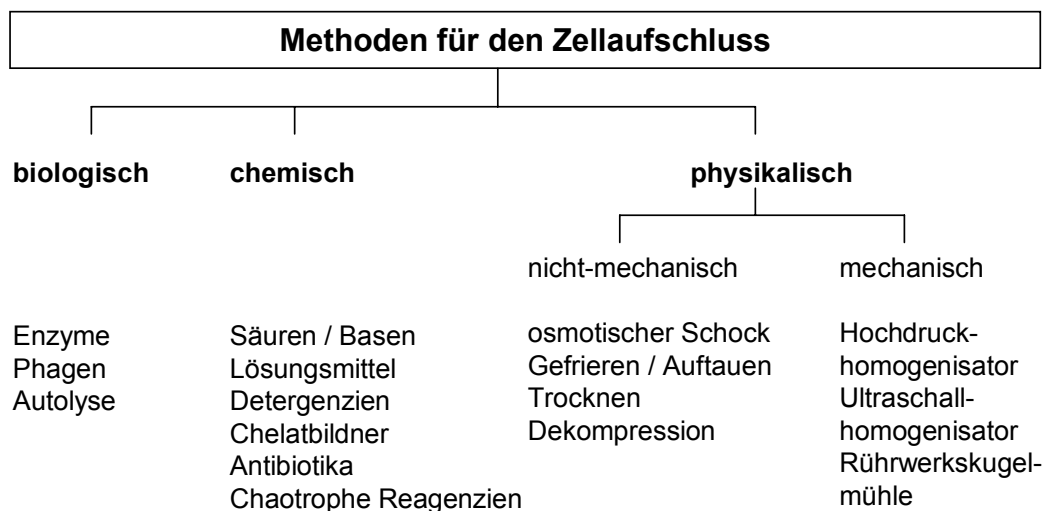 Methoden für den Zellaufschluss
biologisch
chemisch
physikalisch
nicht-mechanisch
mechanisch
Enzyme
Phagen
Autolyse
Säuren / Basen
Lösungsmittel
Detergenzien
Chelatbildner
Antibiotika
Chaotrophe Reagenzien
osmotischer Schock
Gefrieren / Auftauen
Trocknen
Dekompression
Hochdruck-
homogenisator
Ultraschall-
homogenisator
Rührwerkskugel-
mühle